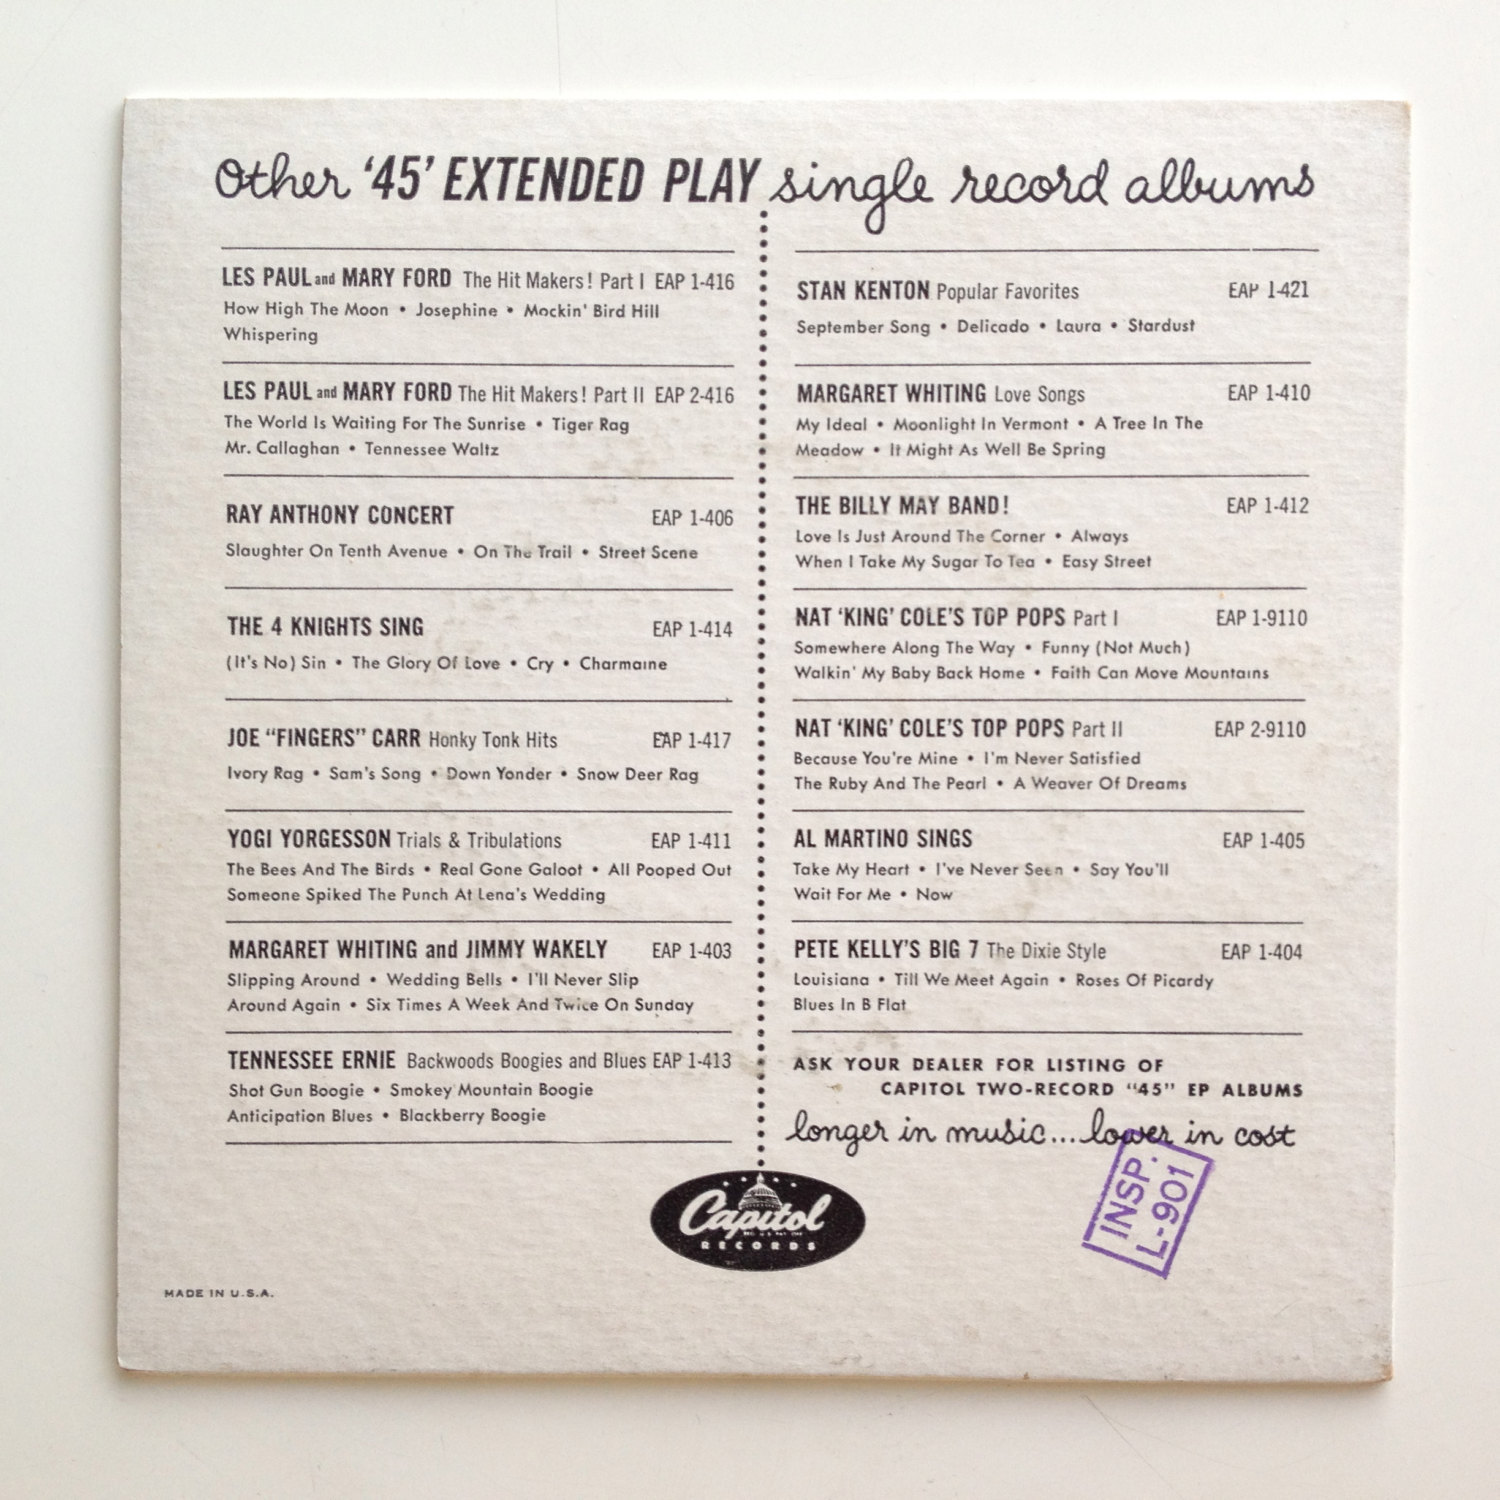 Other '45' EXTENDED PLAY single record albums
LES PAUL and MARY FORD The Hit Makers! Part I EAP 1-416
How High The Moon • Josephine • Mockin' Bird Hill
Whispering
LES PAUL and MARY FORD The Hit Makers! Part II EAP 2-416
The World Is Waiting For The Sunrise • Tiger Rag
Mr. Callaghan • Tennessee Waltz
RAY ANTHONY CONCERT EAP 1-406
Slaughter On Tenth Avenue • On The Trail • Street Scene
THE 4 KNIGHTS SING EAP 1-414
(It's No) Sin • The Glory Of Love • Cry • Charmaine
JOE "FINGERS" CARR Honky Tonk Hits EAP 1-417
Ivory Rag • Sam's Song • Down Yonder • Snow Deer Rag
YOGI YORGESSON Trials & Tribulations EAP 1-411
The Bees And The Birds • Real Gone Galoot • All Pooped Out
Someone Spiked The Punch At Lena's Wedding
MARGARET WHITING and JIMMY WAKELY EAP 1-403
Slipping Around • Wedding Bells • I'll Never Slip
Around Again • Six Times A Week And Twice On Sunday
TENNESSEE ERNIE Backwoods Boogies and Blues EAP 1-413
Shot Gun Boogie • Smokey Mountain Boogie
Anticipation Blues • Blackberry Boogie
STAN KENTON Popular Favorites EAP 1-421
September Song • Delicado • Laura • Stardust
MARGARET WHITING Love Songs EAP 1-410
My Ideal • Moonlight In Vermont • A Tree In The
Meadow • It Might As Well Be Spring
THE BILLY MAY BAND! EAP 1-412
Love Is Just Around The Corner • Always
When I Take My Sugar To Tea • Easy Street
NAT 'KING' COLE'S TOP POPS Part I EAP 1-9110
Somewhere Along The Way • Funny (Not Much)
Walkin' My Baby Back Home • Faith Can Move Mountains
NAT 'KING' COLE'S TOP POPS Part II EAP 2-9110
Because You're Mine • I'm Never Satisfied
The Ruby And The Pearl • A Weaver Of Dreams
AL MARTINO SINGS EAP 1-405
Take My Heart • I've Never Seen • Say You'll
Wait For Me • Now
PETE KELLY'S BIG 7 The Dixie Style EAP 1-404
Louisiana • Till We Meet Again • Roses Of Picardy
Blues In B Flat
ASK YOUR DEALER FOR LISTING OF
CAPITOL TWO-RECORD "45" EP ALBUMS
longer in music...lower in cost
INSP.
L-901
Capitol
RECORDS
MADE IN U.S.A.